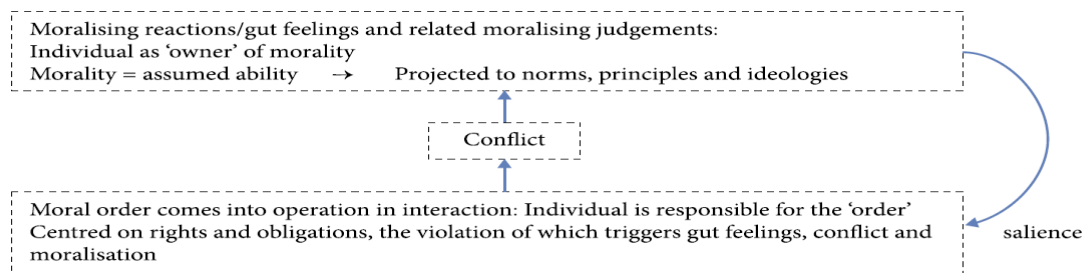 Moralising reactions/gut feelings and related moralising judgements:
Individual as ‘owner’ of morality
Morality = assumed ability → Projected to norms, principles and ideologies
Conflict
Moral order comes into operation in interaction: Individual is responsible for the ‘order’
Centred on rights and obligations, the violation of which triggers gut feelings, conflict and
moralisation
salience